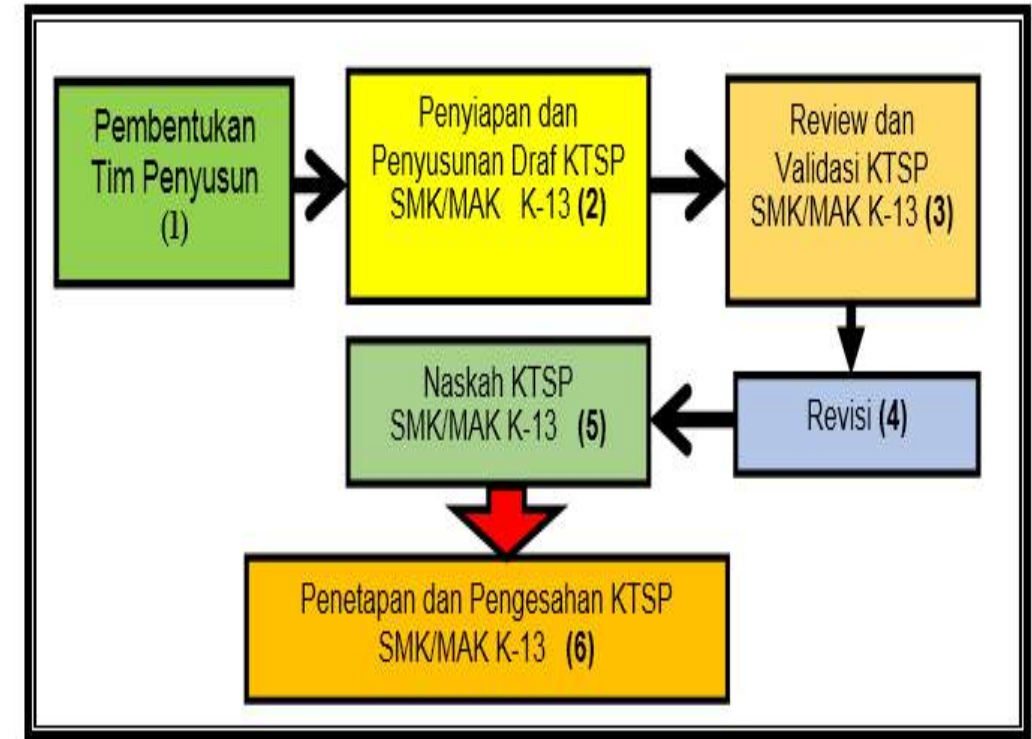 Pembentukan
Tim Penyusun
(1)
Penyiapan dan
Penyusunan Draf KTSP
SMK/MAK K-13 (2)
Review dan
Validasi KTSP
SMK/MAK K-13 (3)
Revisi (4)
Naskah KTSP
SMK/MAK K-13 (5)
Penetapan dan Pengesahan KTSP
SMK/MAK K-13 (6)